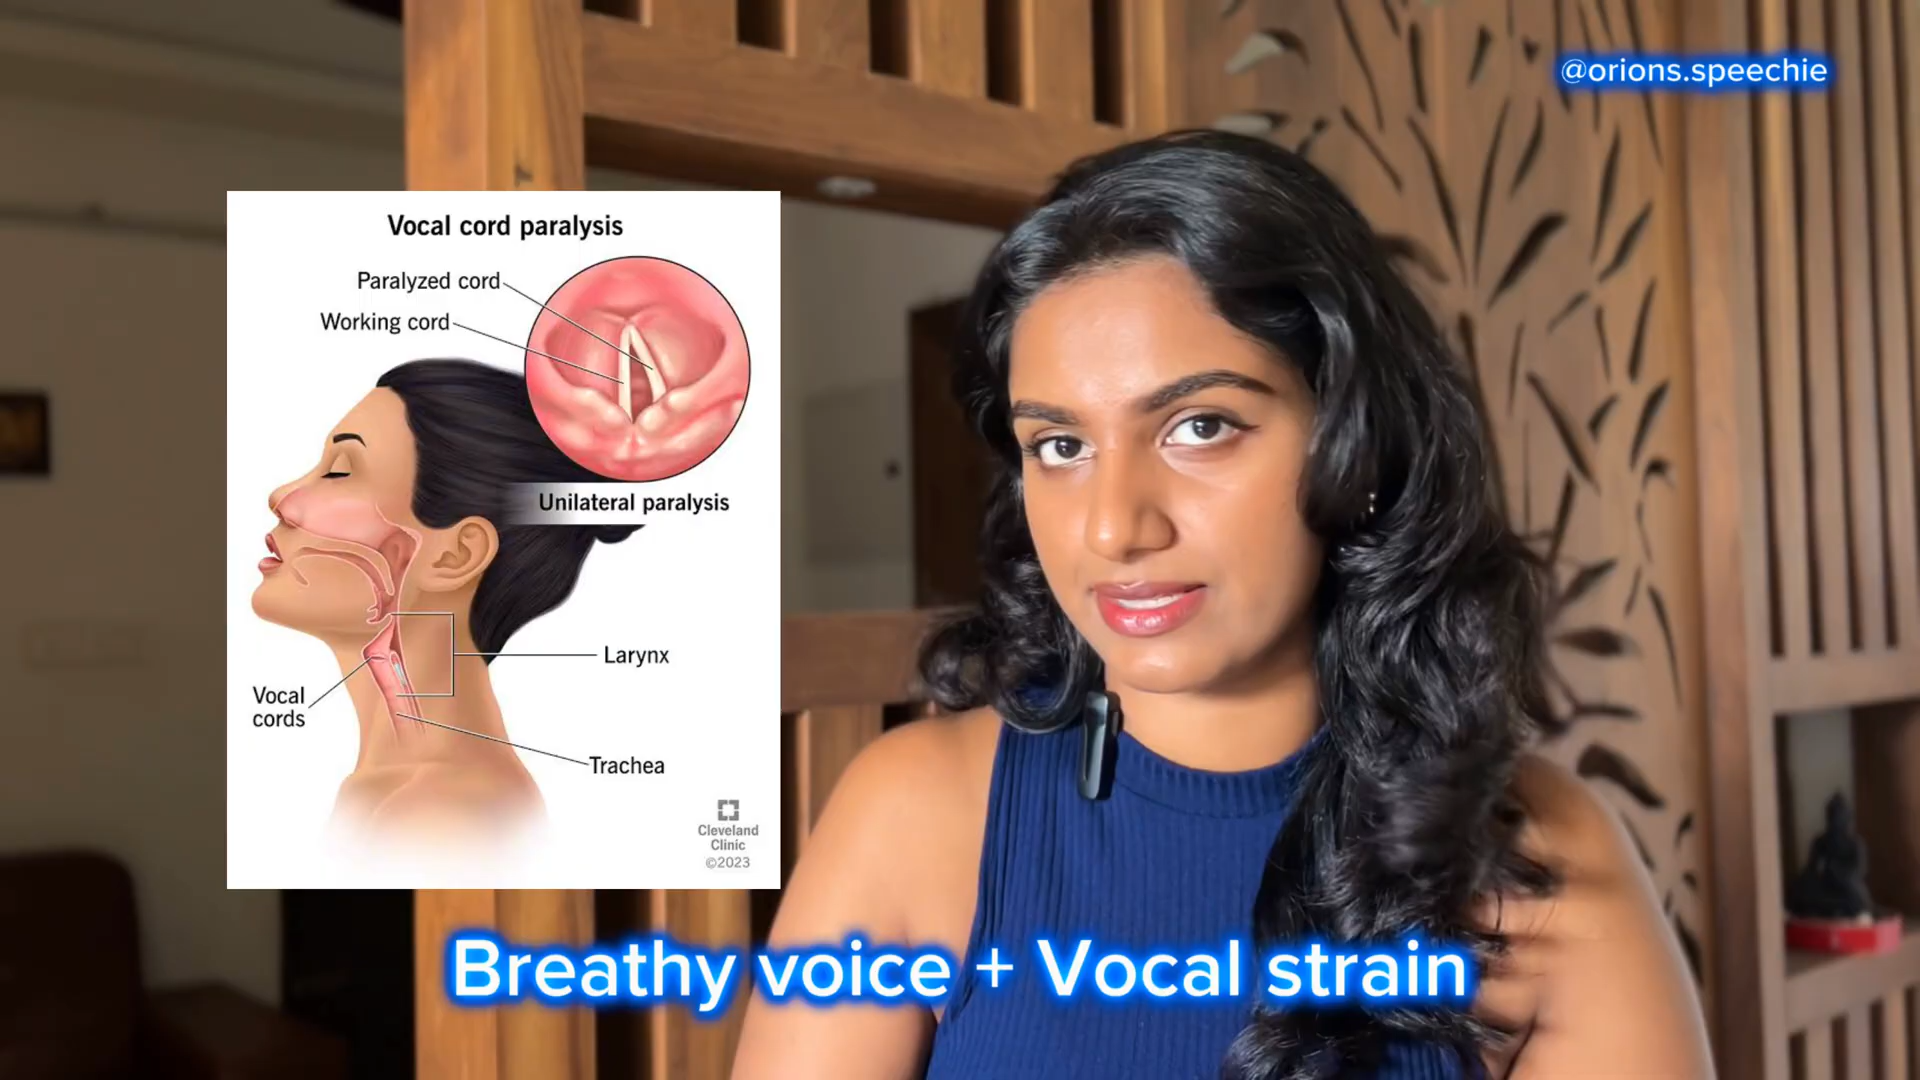 @orions.speechie
Vocal cord paralysis
Paralyzed cord
Working cord
Unilateral paralysis
Larynx
Vocal
cords
Trachea
Cleveland
Clinic
©2023
Breathy voice + Vocal strain